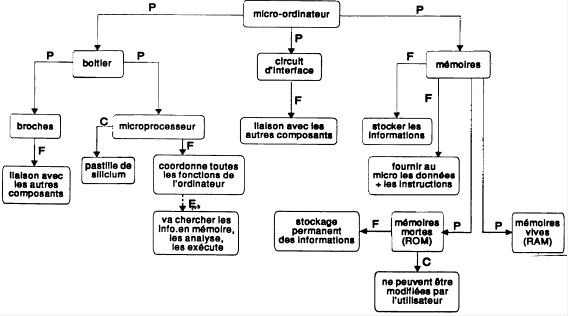 micro-ordinateur
P
P
P
boitier
circuit
d'interface
mémoires
P
P
F
F
F
broches
microprocesseur
liaison avec les
autres composants
stocker les
informations
F
C
F
liaison avec
les autres
composants
pastille de
silicium
coordonne toutes
les fonctions de
l'ordinateur
fournir au
micro les données
+ les instructions
va chercher les
info.en mémoire,
les analyse,
les exécute
stockage
permanent
des informations
F
mémoires
mortes
(ROM)
P
P
mémoires
vives
(RAM)
C
ne peuvent être
modifiées par
l'utilisateur